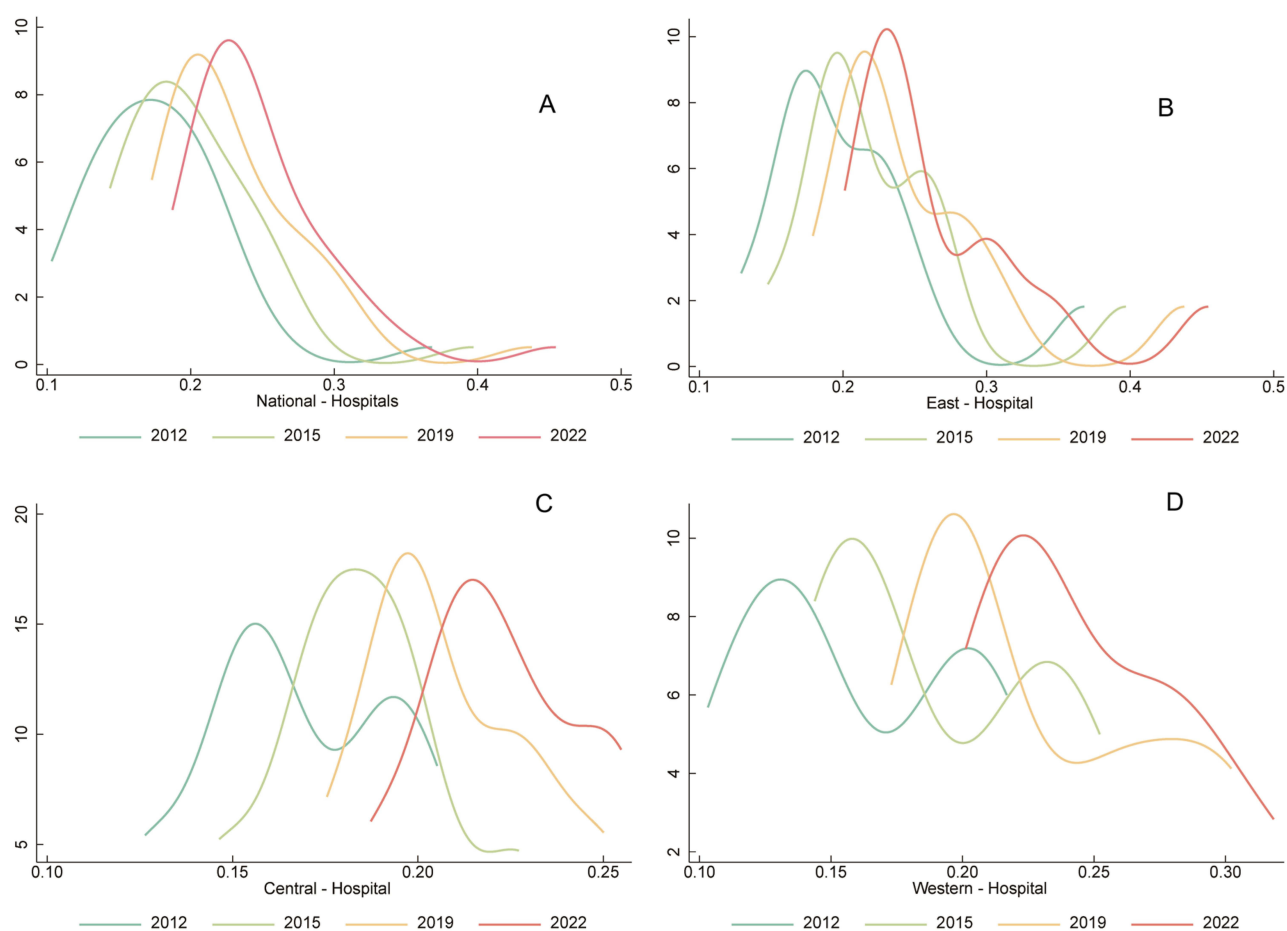 A
10
8
6
4
2
0
0.1 0.2 0.3 0.4 0.5
National - Hospitals
2012 2015 2019 2022
B
10
8
6
4
2
0
0.1 0.2 0.3 0.4 0.5
East - Hospital
2012 2015 2019 2022
C
20
15
10
5
0.10 0.15 0.20 0.25
Central - Hospital
2012 2015 2019 2022
D
10
8
6
4
2
0.10 0.15 0.20 0.25 0.30
Western - Hospital
2012 2015 2019 2022